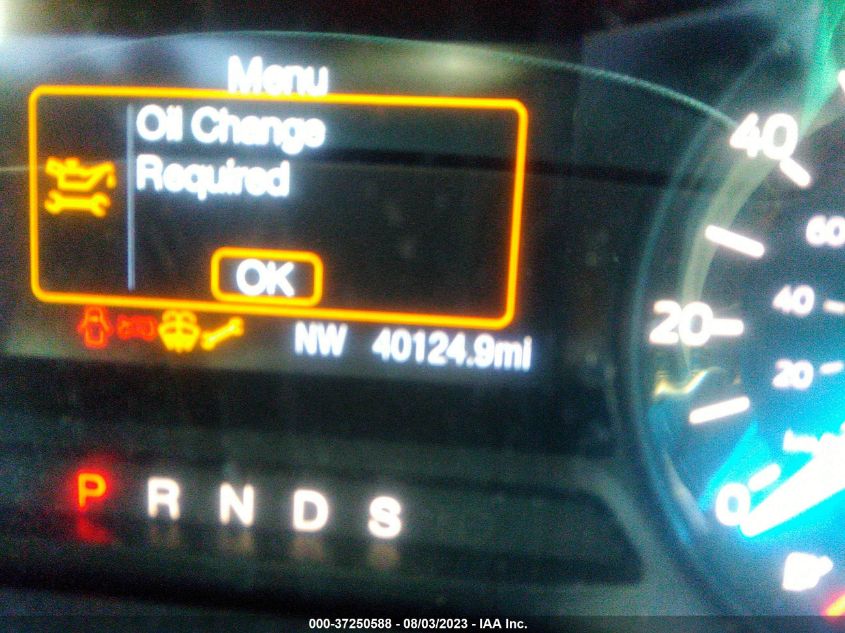 Menu
Oil Change
Required
OK
NW 40124.9mi
P R N D S
40
20
0
60
40
20
000-37250588 - 08/03/2023 - IAA Inc.